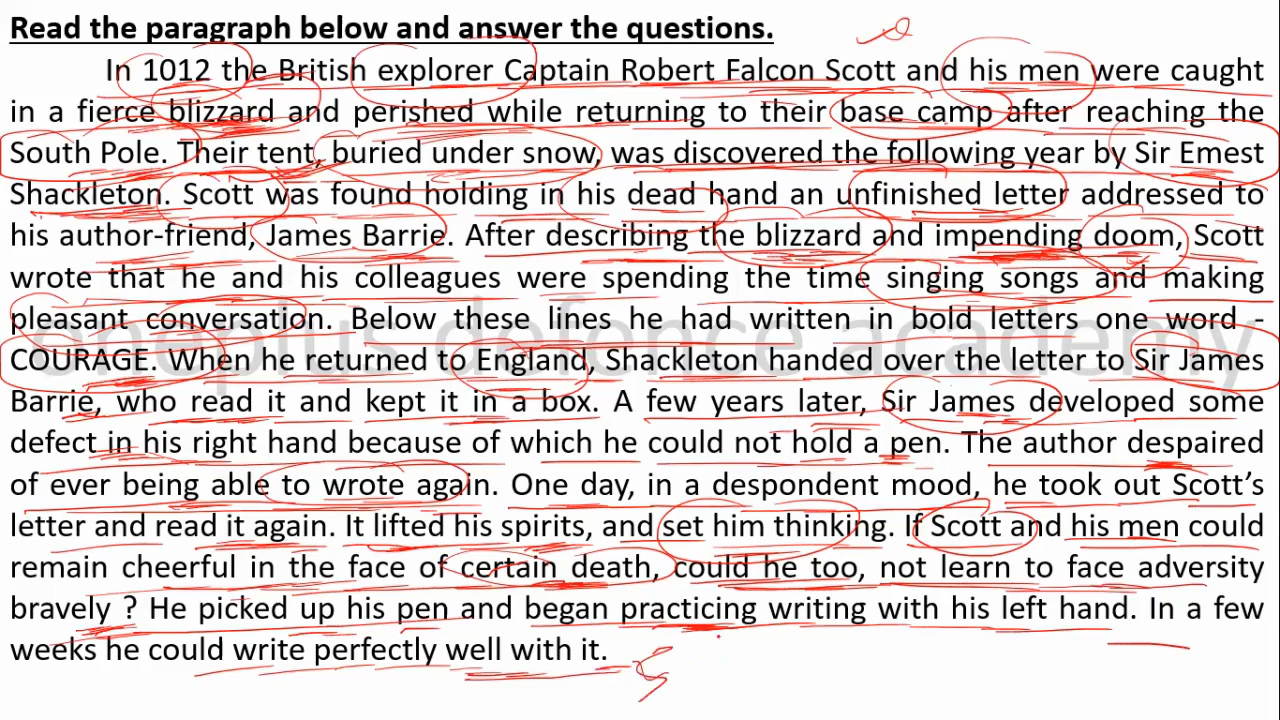 Read the paragraph below and answer the questions.
In 1012 the British explorer Captain Robert Falcon Scott and his men were caught
in a fierce blizzard and perished while returning to their base camp after reaching the
South Pole. Their tent, buried under snow, was discovered the following year by Sir Emest
Shackleton. Scott was found holding in his dead hand an unfinished letter addressed to
his author-friend, James Barrie. After describing the blizzard and impending doom, Scott
wrote that he and his colleagues were spending the time singing songs and making
pleasant conversation. Below these lines he had written in bold letters one word -
COURAGE. When he returned to England, Shackleton handed over the letter to Sir James
Barrie, who read it and kept it in a box. A few years later, Sir James developed some
defect in his right hand because of which he could not hold a pen. The author despaired
of ever being able to wrote again. One day, in a despondent mood, he took out Scott’s
letter and read it again. It lifted his spirits, and set him thinking. If Scott and his men could
remain cheerful in the face of certain death, could he too, not learn to face adversity
bravely ? He picked up his pen and began practicing writing with his left hand. In a few
weeks he could write perfectly well with it.
oneplus defence academy